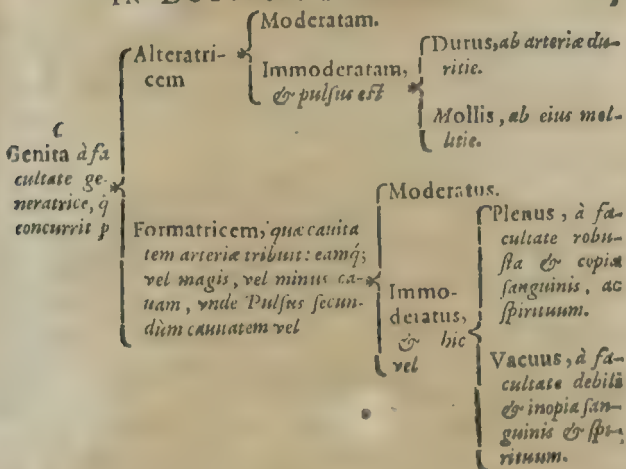 Moderatam.
Alteratri-
cem
Immoderatam,
& pulſus eſt
Durus, ab arteriæ du-
ritie.
Mollis, ab eius mol-
litie.
C
Genita à fa
cultate ge-
neratrice, q̇
concurrit p
Formatricem, quæ cauita
tem arteriæ tribuit: eamq́;
vel magis, vel minus ca-
uam, vnde Pulſus ſecun-
dùm cauitatem vel
Moderatus.
Immo-
deratus,
& hic
vel
Plenus, à fa-
cultate robu-
ſta & copia
ſanguinis, ac
ſpirituum.
Vacuus, à fa-
cultate debili
& inopia ſan-
guinis & ſpi-
rituum.